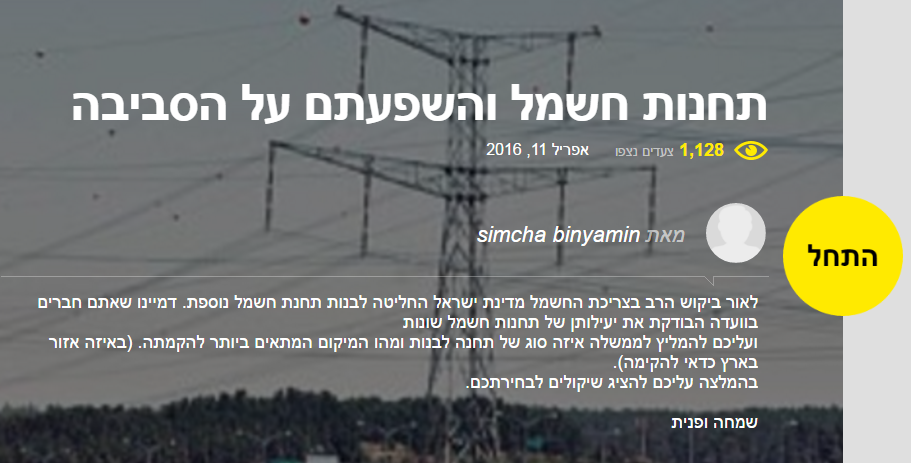 תחנות חשמל והשפעתם על הסביבה
1,128 צעדים נצפו אפריל 11, 2016
מאת simcha binyamin
התחל
לאור ביקוש הרב בצריכת החשמל מדינת ישראל החליטה לבנות תחנת חשמל נוספת. דמיינו שאתם חברים
בוועדה הבודקת את יעילותן של תחנות חשמל שונות
ועליכם להמליץ לממשלה איזה סוג של תחנה לבנות ומהו המיקום המתאים ביותר להקמתה. (באיזה אזור
בארץ כדאי להקימה).
בהמלצה עליכם להציג שיקולים לבחירתכם.
שמחה ופנית